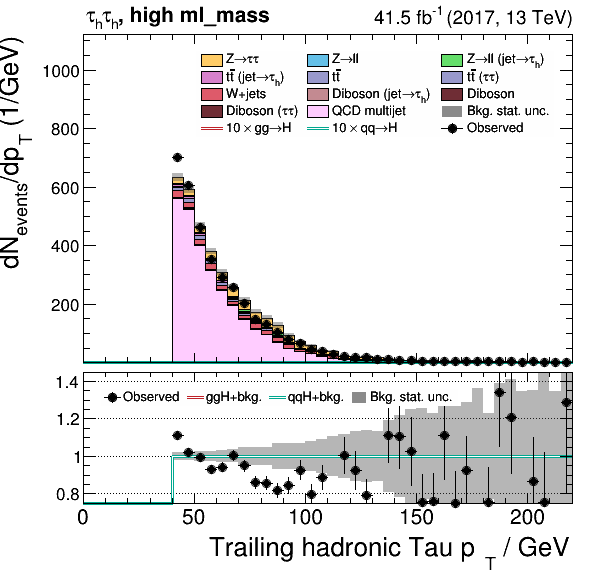 τₕτₕ, high ml_mass 41.5 fb⁻¹ (2017, 13 TeV)
dN_events/dp_T (1/GeV)
1000
800
600
400
200
Z→ττ Z→ll Z→ll (jet→τₕ)
tt̄ (jet→τₕ) tt̄ tt̄ (ττ)
W+jets Diboson (jet→τₕ) Diboson
Diboson (ττ) QCD multijet Bkg. stat. unc.
10 × gg→H 10 × qq→H Observed
1.4
1.2
1
0.8
Observed ggH+bkg. qqH+bkg. Bkg. stat. unc.
0 50 100 150 200
Trailing hadronic Tau p_T / GeV